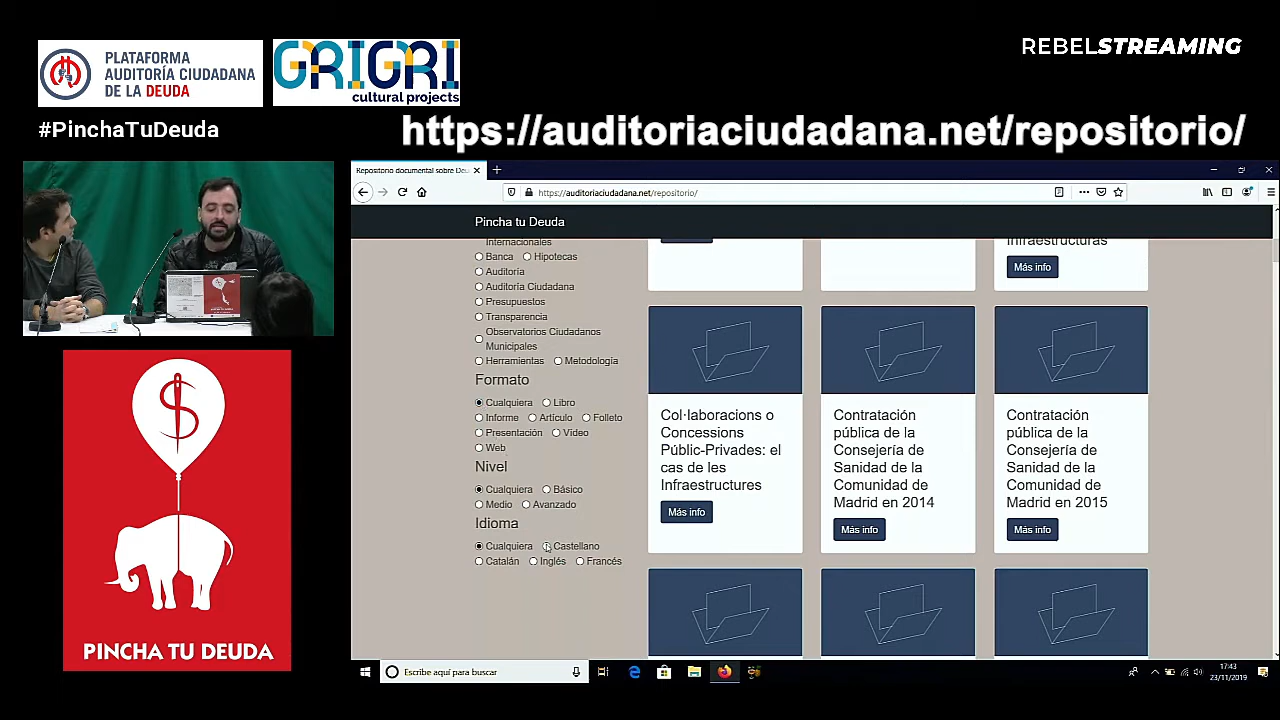 PLATAFORMA
AUDITORÍA CIUDADANA
DE LA DEUDA
GRIGRI
cultural projects
REBELSTREAMING
#PinchaTuDeuda
https://auditoriaciudadana.net/repositorio/
Repositorio documental sobre Deu
https://auditoriaciudadana.net/repositorio/
Pincha tu Deuda
Internacionales
Banca Hipotecas
Auditoría
Auditoría Ciudadana
Presupuestos
Transparencia
Observatorios Ciudadanos
Municipales
Herramientas Metodología
Formato
Cualquiera Libro
Informe Artículo Folleto
Presentación Vídeo
Web
Nivel
Cualquiera Básico
Medio Avanzado
Idioma
Cualquiera Castellano
Catalán Inglés Francés
Infraestructuras
Más info
Col·laboracions o
Concessions
Públic-Privades: el
cas de les
Infraestructures
Más info
Contratación
pública de la
Consejería de
Sanidad de la
Comunidad de
Madrid en 2014
Más info
Contratación
pública de la
Consejería de
Sanidad de la
Comunidad de
Madrid en 2015
Más info
PINCHA TU DEUDA
Escribe aquí para buscar
17:43
23/11/2019